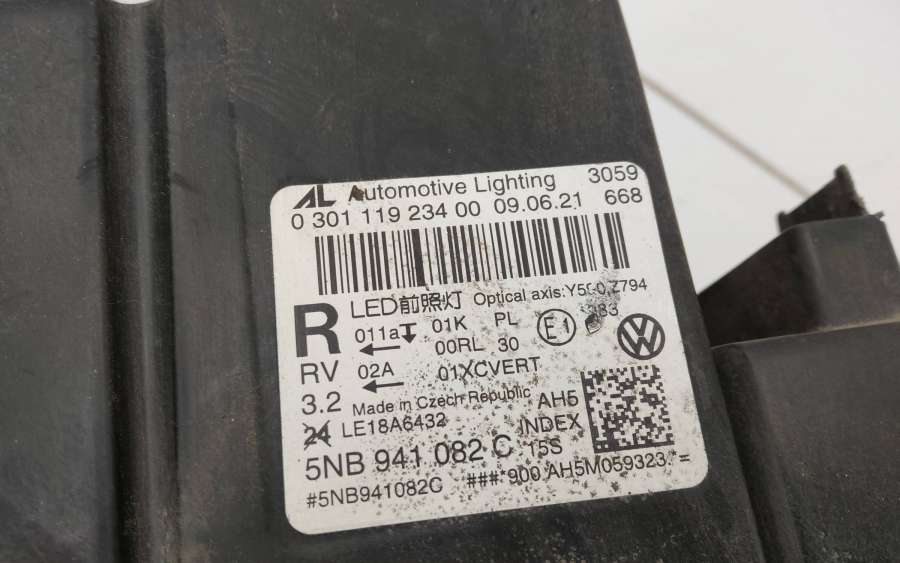 AL Automotive Lighting 3059
0 301 119 234 00 09.06.21 668
R LED前照灯 Optical axis:
011a 01K PL E1
00RL 30
RV 02A 01XCVERT
3.2 Made in Czech Republic AH5
24 LE18A6432 INDEX
5NB 941 082 C 15S
#5NB941082C ### *900 AH5M059323 *=